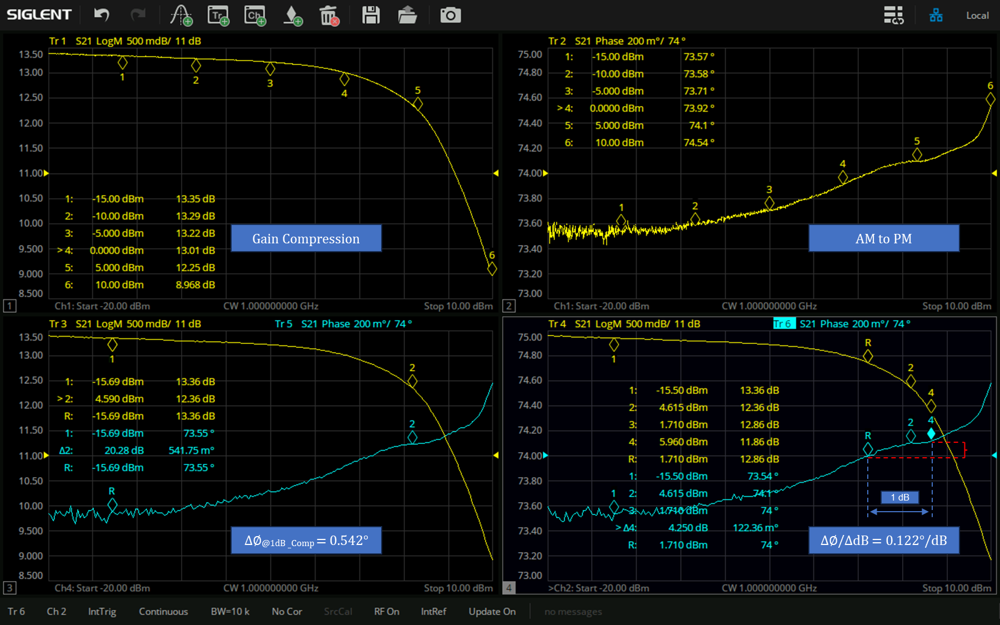 SIGLENT Tr Ch Local
Tr 1 S21 LogM 500 mdB/ 11 dB
13.50
13.00
12.50
12.00
11.50
11.00
10.50
10.00
9.500
9.000
8.500
1 2 3 4 5 6
1: -15.00 dBm 13.35 dB
2: -10.00 dBm 13.29 dB
3: -5.000 dBm 13.22 dB
> 4: 0.0000 dBm 13.01 dB
5: 5.000 dBm 12.25 dB
6: 10.00 dBm 8.968 dB
Gain Compression
1 Ch1: Start -20.00 dBm CW 1.000000000 GHz Stop 10.00 dBm
Tr 2 S21 Phase 200 m°/ 74 °
75.00
74.80
74.60
74.40
74.20
74.00
73.80
73.60
73.40
73.20
73.00
1: -15.00 dBm 73.57 °
2: -10.00 dBm 73.58 °
3: -5.000 dBm 73.71 °
> 4: 0.0000 dBm 73.92 °
5: 5.000 dBm 74.1 °
6: 10.00 dBm 74.54 °
1 2 3 4 5 6
AM to PM
2 Ch1: Start -20.00 dBm CW 1.000000000 GHz Stop 10.00 dBm
Tr 3 S21 LogM 500 mdB/ 11 dB Tr 5 S21 Phase 200 m°/ 74 °
13.50
13.00
12.50
12.00
11.50
11.00
10.50
10.00
9.500
9.000
8.500
1 2
1: -15.69 dBm 13.36 dB
> 2: 4.590 dBm 12.36 dB
R: -15.69 dBm 13.36 dB
1: -15.69 dBm 73.55 °
Δ2: 20.28 dB 541.75 m°
R: -15.69 dBm 73.55 °
R 2
ΔØ@1dB_Comp = 0.542°
3 Ch4: Start -20.00 dBm CW 1.000000000 GHz Stop 10.00 dBm
Tr 4 S21 LogM 500 mdB/ 11 dB Tr 6 S21 Phase 200 m°/ 74 °
75.00
74.80
74.60
74.40
74.20
74.00
73.80
73.60
73.40
73.20
73.00
1 R 2 4
1: -15.50 dBm 13.36 dB
2: 4.615 dBm 12.36 dB
3: 1.710 dBm 12.86 dB
4: 5.960 dBm 11.86 dB
R: 1.710 dBm 12.86 dB
1: -15.50 dBm 73.54 °
2: 4.615 dBm 74.1 °
3: 1.710 dBm 74 °
> Δ4: 4.250 dB 122.36 m°
R: 1.710 dBm 74 °
1 R 2 4
1 dB
ΔØ/ΔdB = 0.122°/dB
4 >Ch2: Start -20.00 dBm CW 1.000000000 GHz Stop 10.00 dBm
Tr 6 Ch 2 IntTrig Continuous BW=10 k No Cor SrcCal RF On IntRef Update On no messages